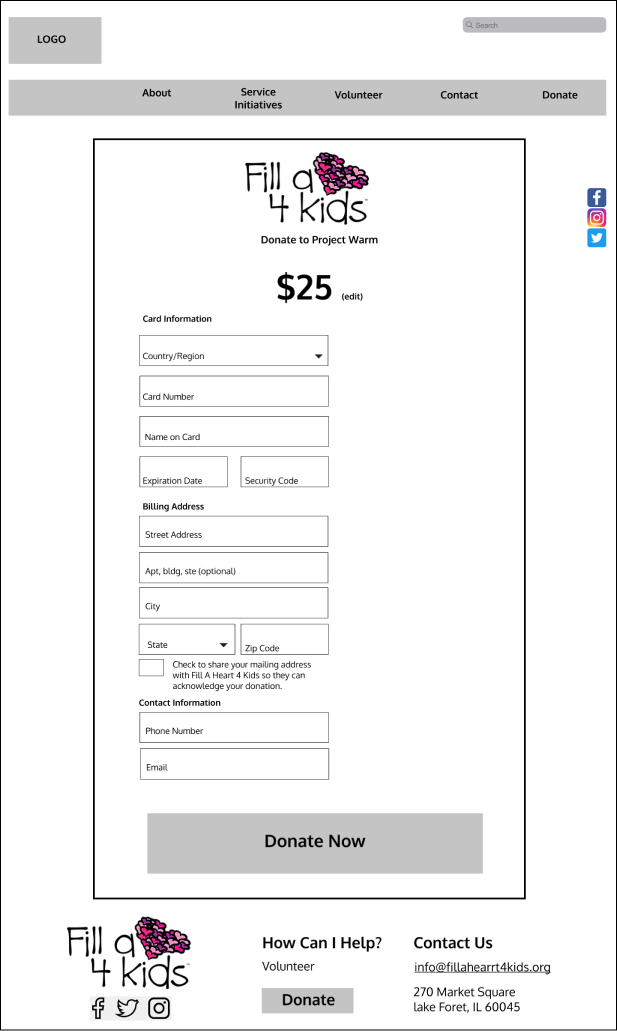 LOGO
Search
About
Service
Initiatives
Volunteer
Contact
Donate
Fill a
4 kids
Donate to Project Warm
$25 (edit)
Card Information
Country/Region
Card Number
Name on Card
Expiration Date
Security Code
Billing Address
Street Address
Apt, bldg, ste (optional)
City
State
Zip Code
Check to share your mailing address
with Fill A Heart 4 Kids so they can
acknowledge your donation.
Contact Information
Phone Number
Email
Donate Now
Fill a
4 kids
How Can I Help?
Volunteer
Donate
Contact Us
info@fillahearrt4kids.org
270 Market Square
lake Foret, IL 60045